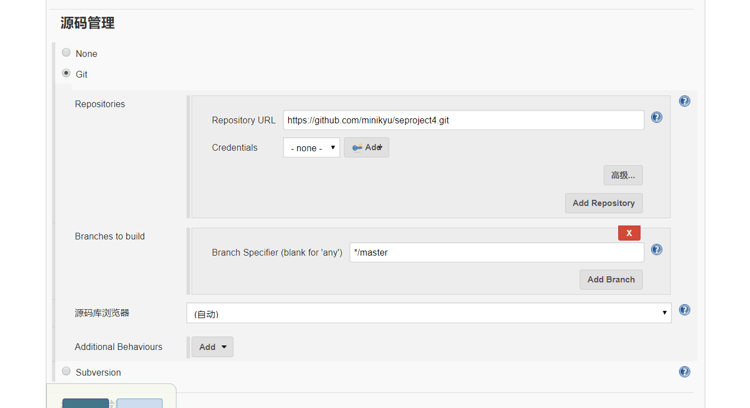 源码管理
None
Git
Repositories
Repository URL https://github.com/minikyu/seproject4.git
Credentials - none - Add
高级...
Add Repository
Branches to build
X
Branch Specifier (blank for 'any') */master
Add Branch
源码库浏览器 (自动)
Additional Behaviours Add
Subversion